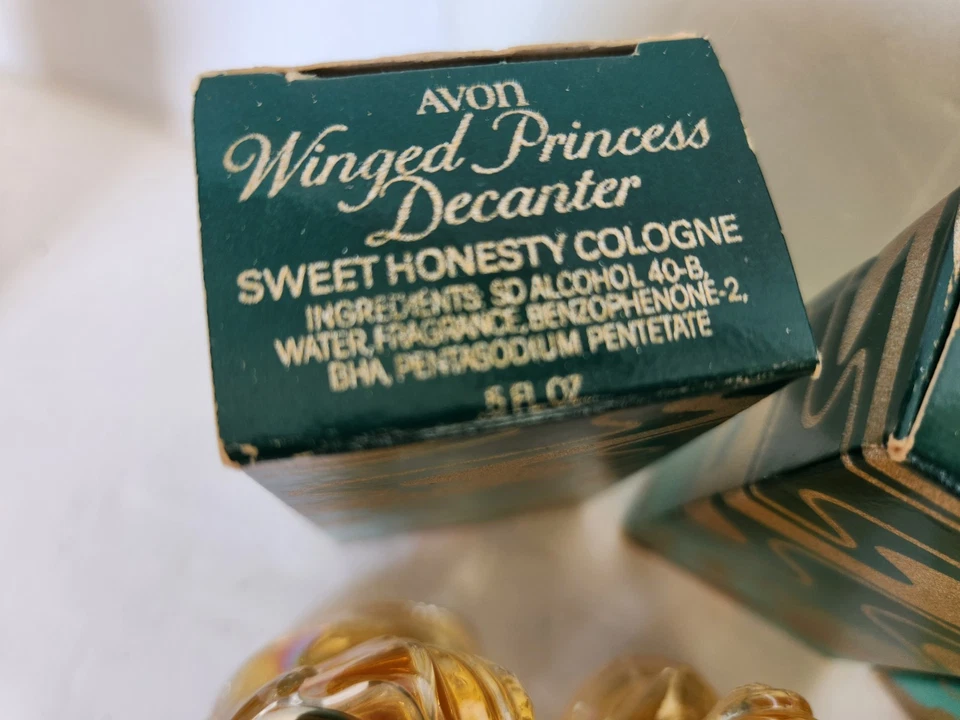 AVON
Winged Princess
Decanter
SWEET HONESTY COLOGNE
INGREDIENTS: SD ALCOHOL 40-B,
WATER, FRAGRANCE, BENZOPHENONE-2,
BHA, PENTASODIUM PENTETATE
.5 FL OZ